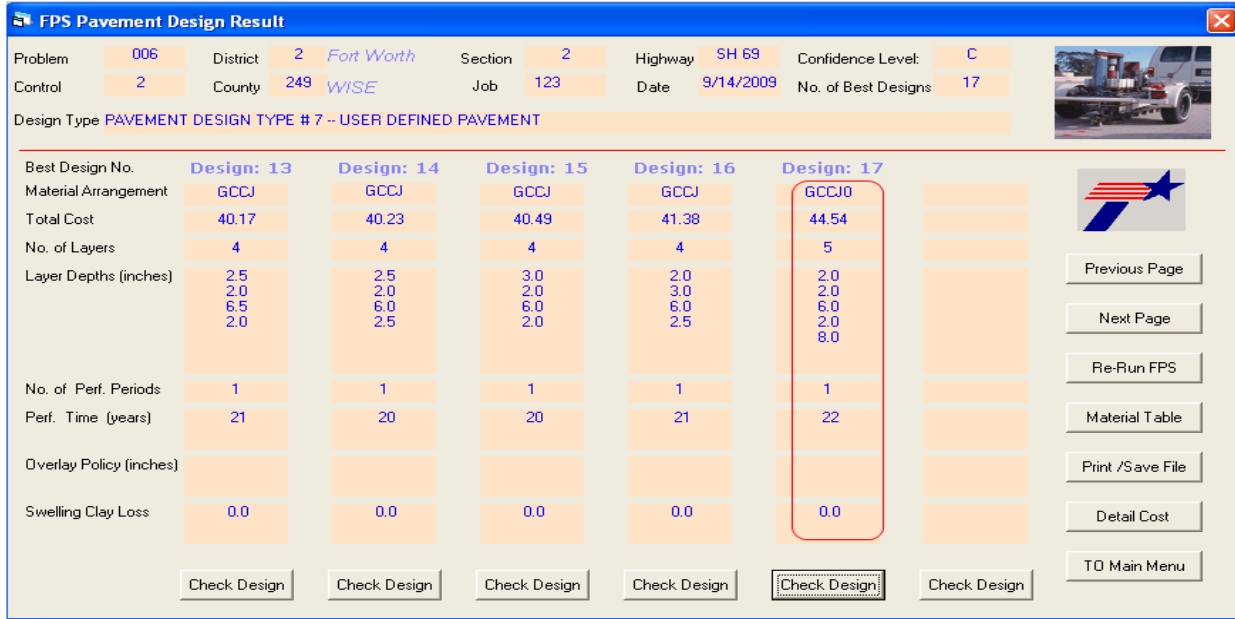 FPS Pavement Design Result
Problem 006 District 2 Fort Worth Section 2 Highway SH 69 Confidence Level: C
Control 2 County 249 WISE Job 123 Date 9/14/2009 No. of Best Designs 17
Design Type PAVEMENT DESIGN TYPE # 7 -- USER DEFINED PAVEMENT
Best Design No. Design: 13 Design: 14 Design: 15 Design: 16 Design: 17
Material Arrangement GCCJ GCCJ GCCJ GCCJ GCCJ0
Total Cost 40.17 40.23 40.49 41.38 44.54
No. of Layers 4 4 4 4 5
Layer Depths (inches) 2.5 2.5 3.0 2.0 2.0
2.0 2.0 2.0 3.0 2.0
6.5 6.0 6.0 6.0 6.0
2.0 2.5 2.0 2.5 2.0
8.0
No. of Perf. Periods 1 1 1 1 1
Perf. Time (years) 21 20 20 21 22
Overlay Policy (inches)
Swelling Clay Loss 0.0 0.0 0.0 0.0 0.0
Check Design Check Design Check Design Check Design Check Design Check Design
Previous Page
Next Page
Re-Run FPS
Material Table
Print /Save File
Detail Cost
TO Main Menu